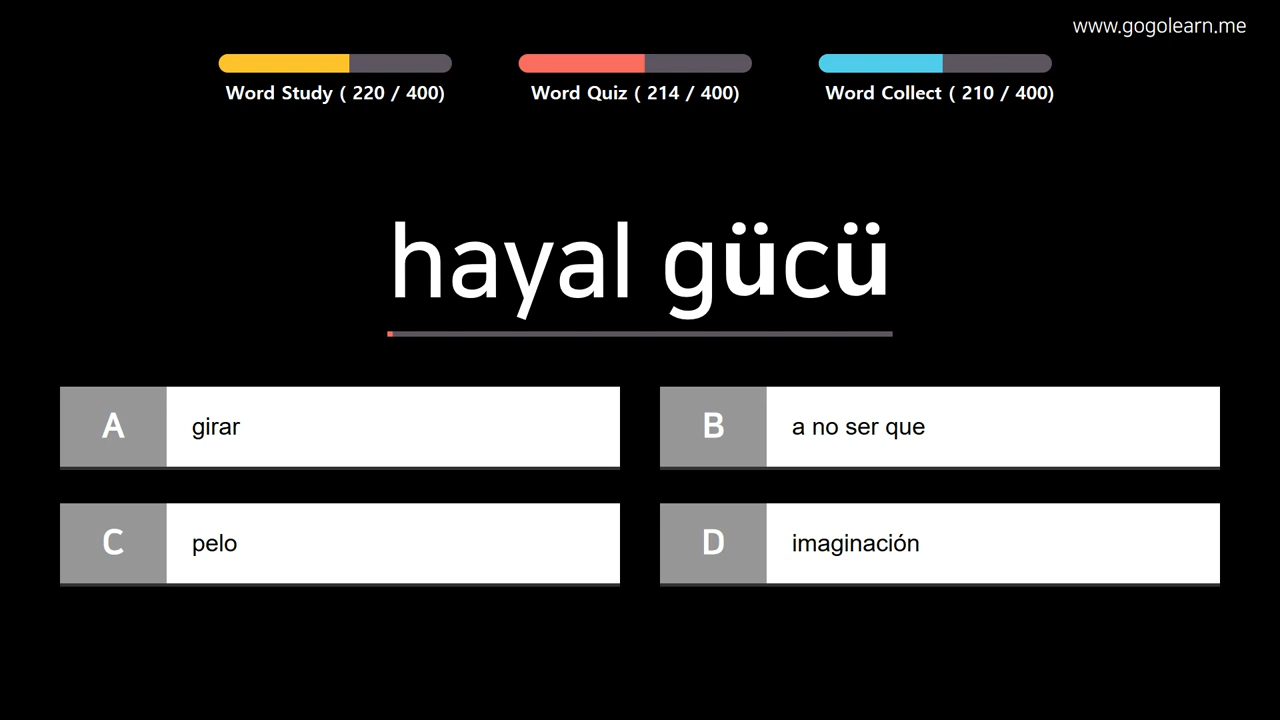 www.gogolearn.me
Word Study ( 220 / 400)
Word Quiz ( 214 / 400)
Word Collect ( 210 / 400)
hayal gücü
A girar
B a no ser que
C pelo
D imaginación